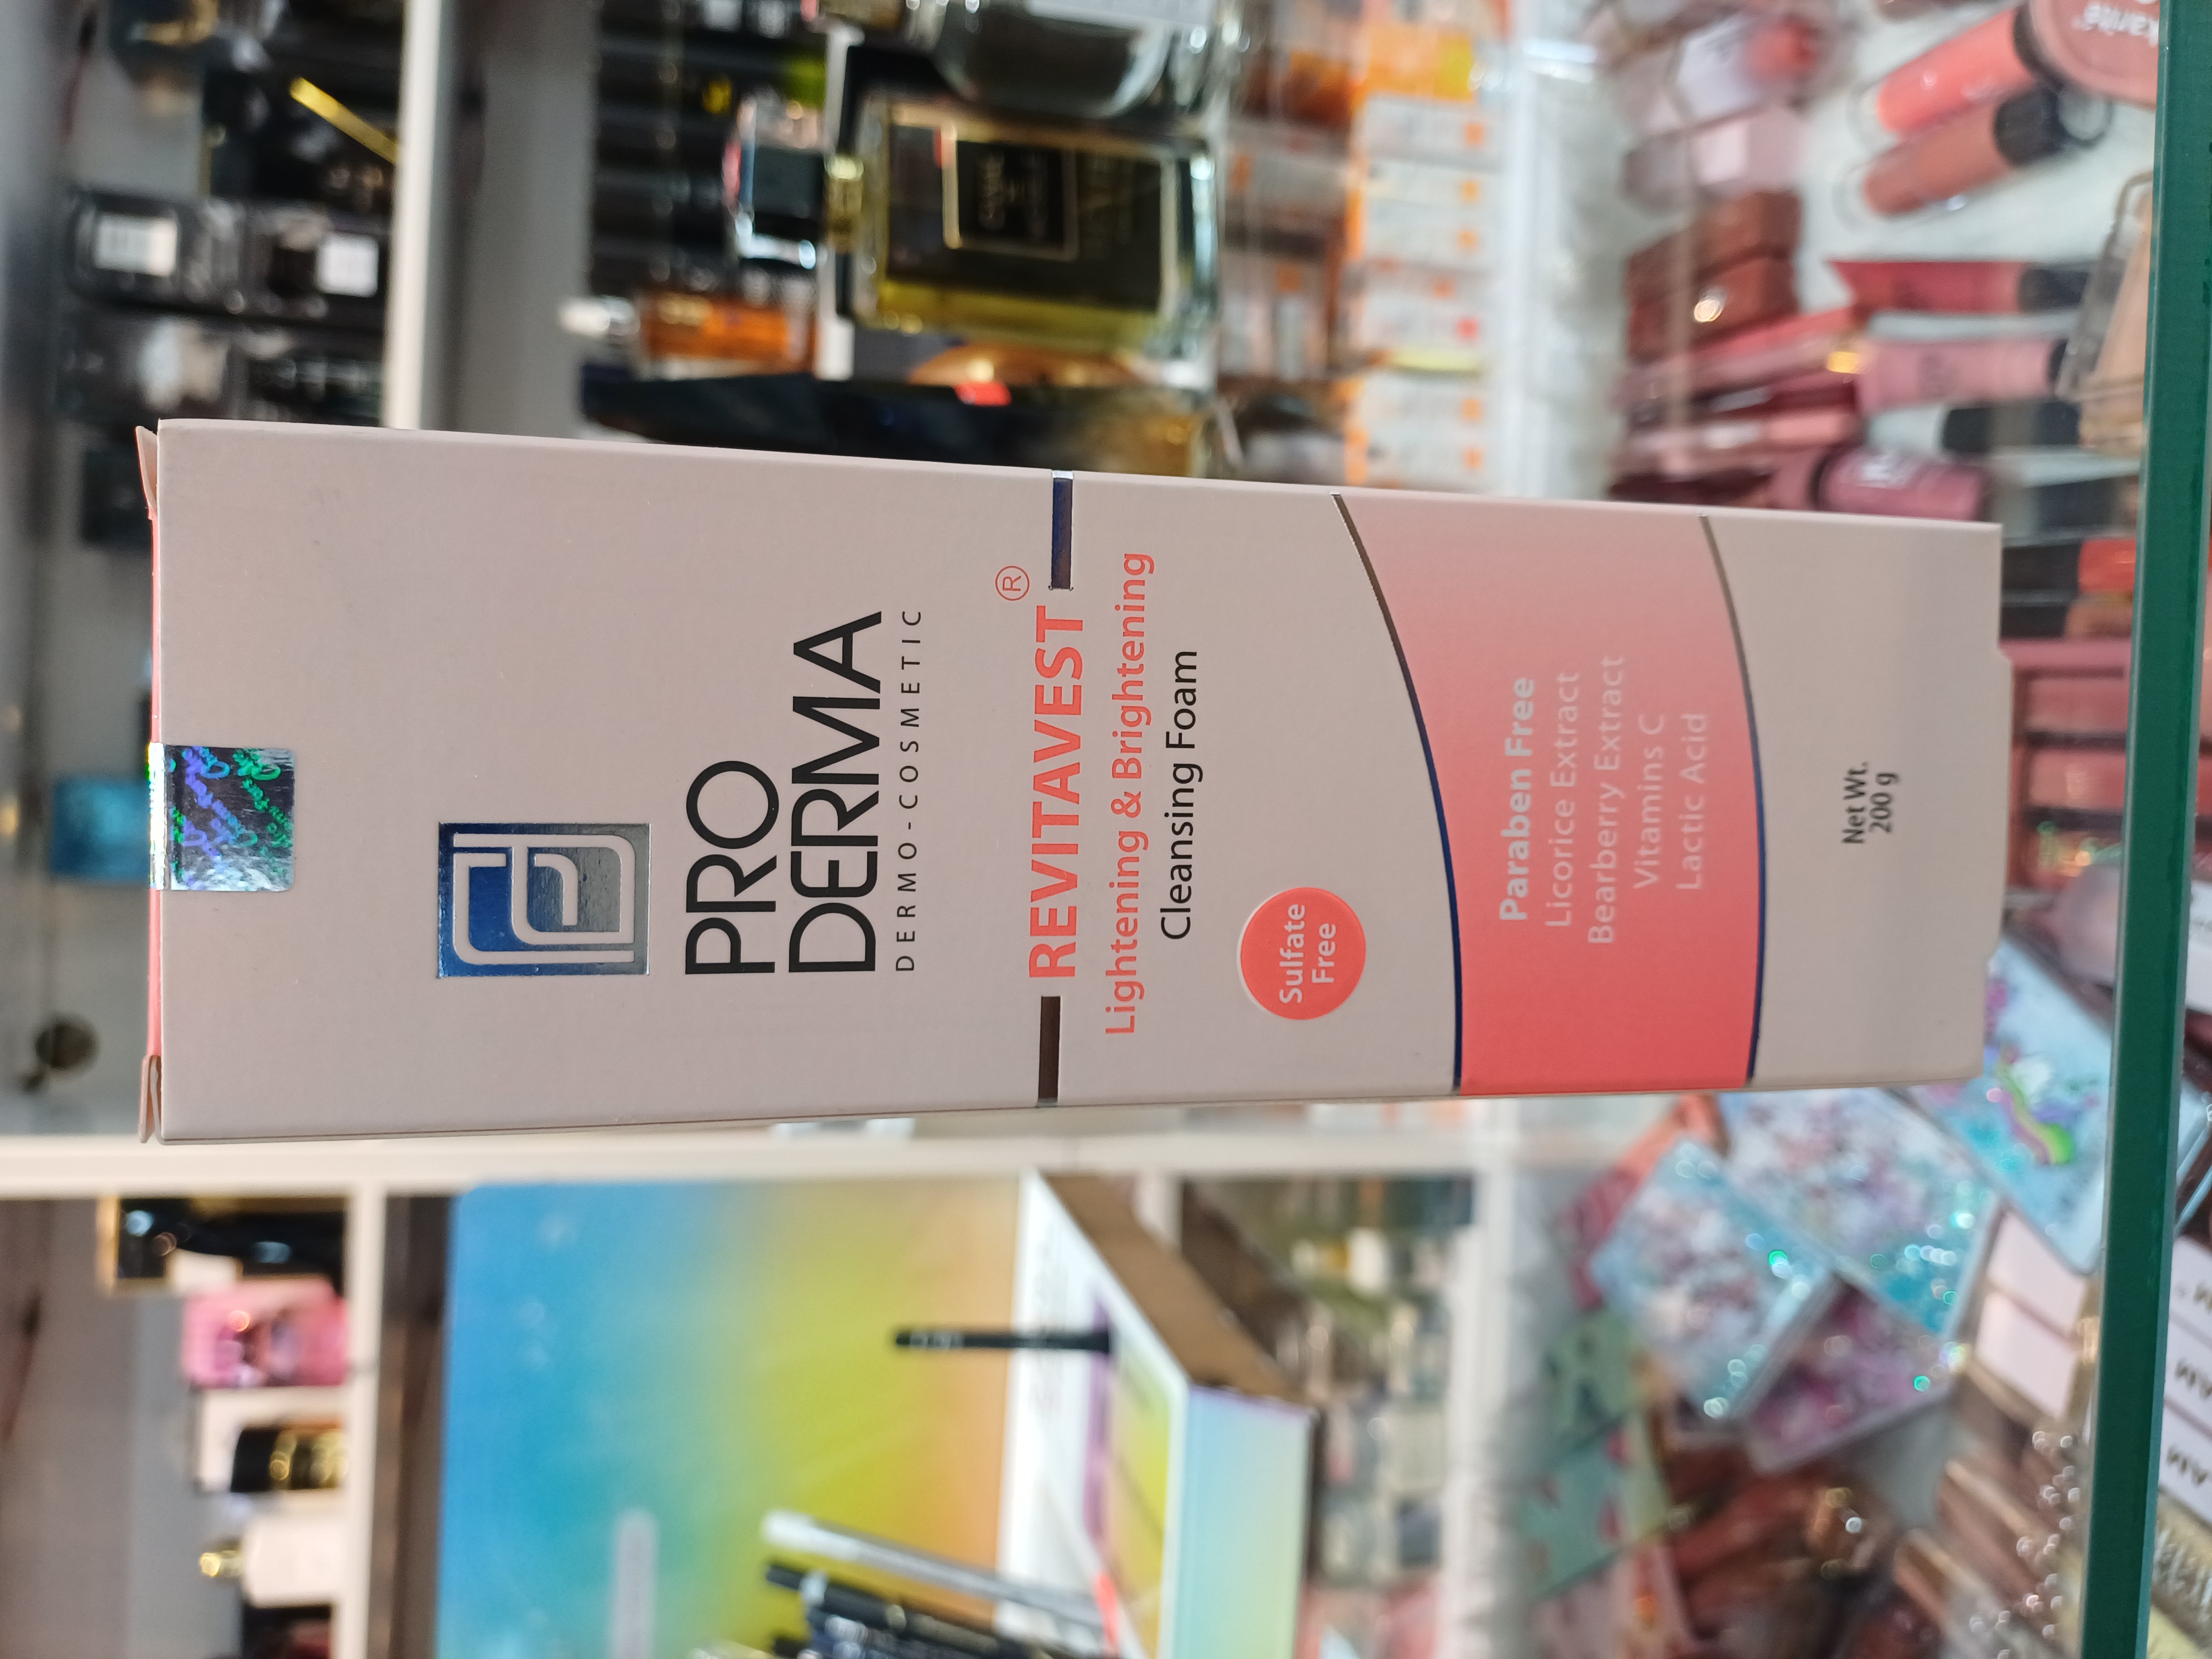 PRO
DERMA
DERMO-COSMETIC
REVITAVEST®
Lightening & Brightening
Cleansing Foam
Sulfate
Free
Paraben Free
Licorice Extract
Bearberry Extract
Vitamins C
Lactic Acid
Net Wt.
200 g